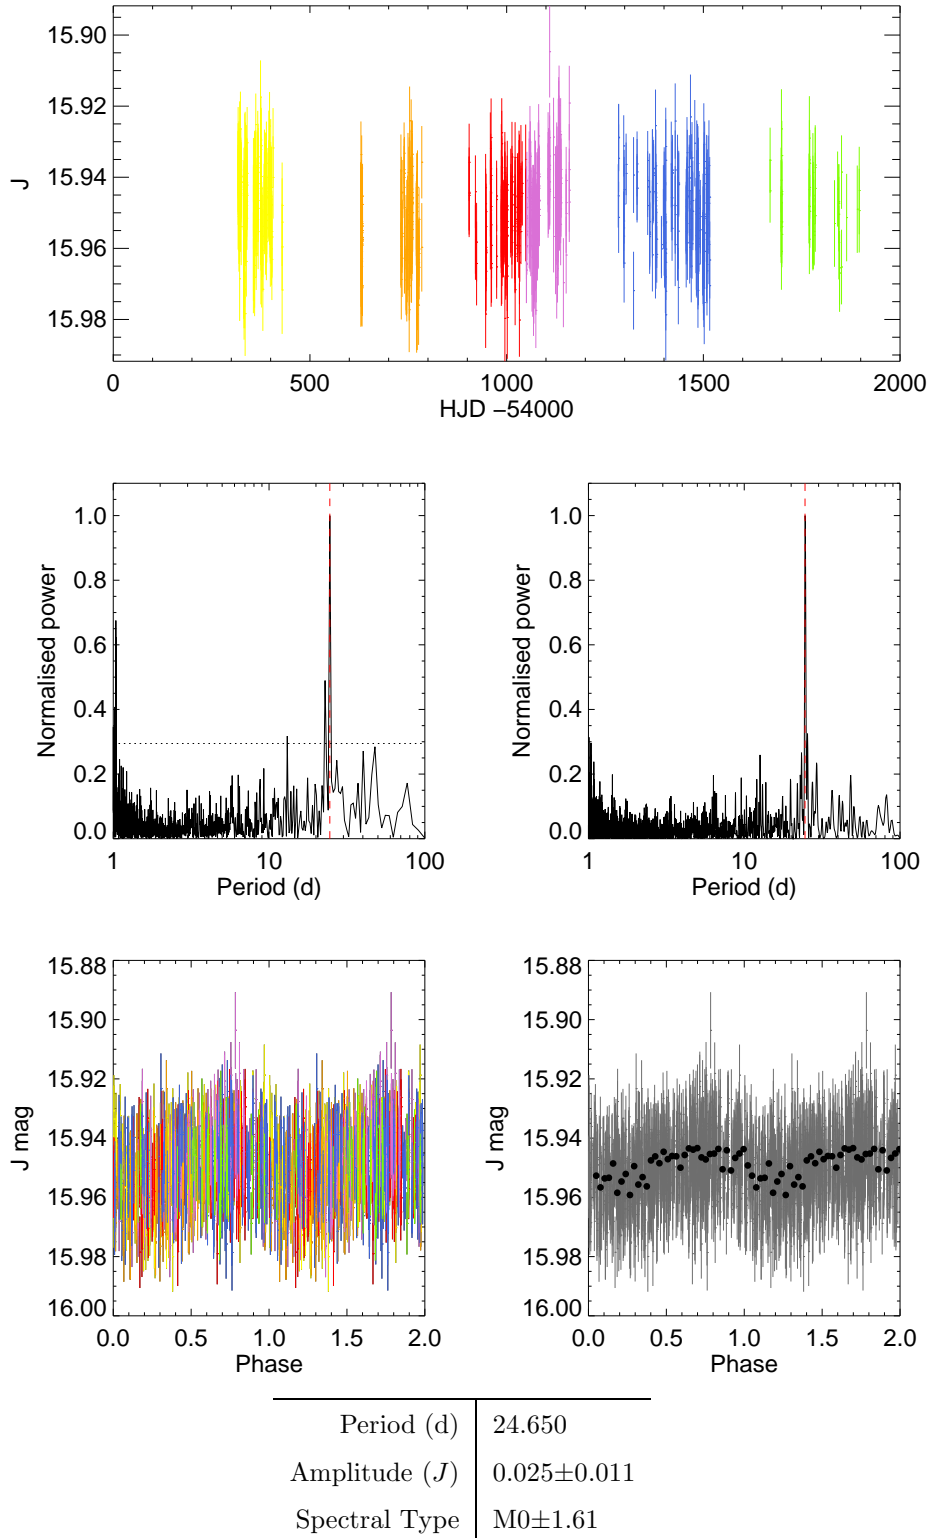 15.90
15.92
15.94
15.96
15.98
J
0 500 1000 1500 2000
HJD −54000
1.0
0.8
0.6
0.4
0.2
0.0
Normalised power
1 10 100
Period (d)
1.0
0.8
0.6
0.4
0.2
0.0
Normalised power
1 10 100
Period (d)
15.88
15.90
15.92
15.94
15.96
15.98
16.00
J mag
0.0 0.5 1.0 1.5 2.0
Phase
15.88
15.90
15.92
15.94
15.96
15.98
16.00
J mag
0.0 0.5 1.0 1.5 2.0
Phase
Period (d) 24.650
Amplitude (J) 0.025±0.011
Spectral Type M0±1.61